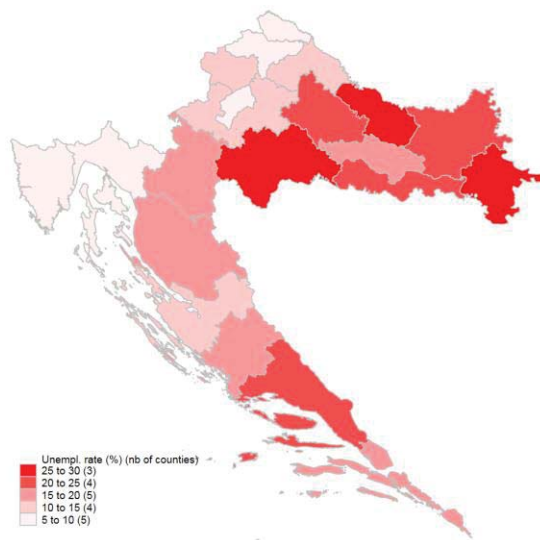 Unempl. rate (%) (nb of counties)
25 to 30 (3)
20 to 25 (4)
15 to 20 (5)
10 to 15 (4)
5 to 10 (5)